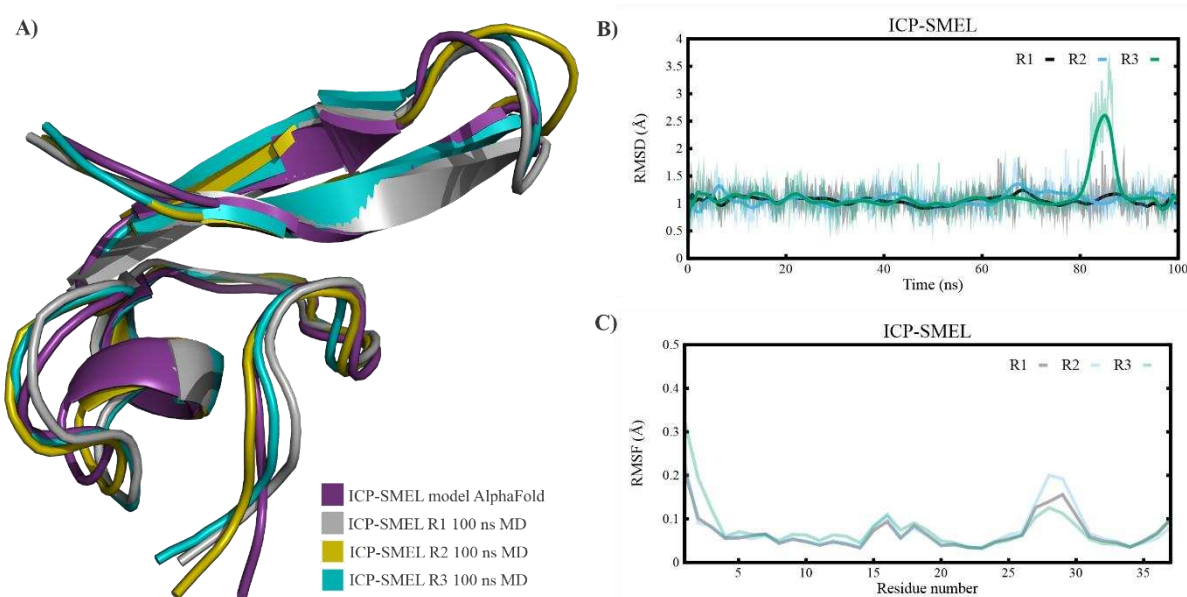 A)
ICP-SMEL model AlphaFold
ICP-SMEL R1 100 ns MD
ICP-SMEL R2 100 ns MD
ICP-SMEL R3 100 ns MD
B)
ICP-SMEL
R1 R2 R3
RMSD (Å)
4
3.5
3
2.5
2
1.5
1
0.5
0
0 20 40 60 80 100
Time (ns)
C)
ICP-SMEL
R1 R2 R3
RMSF (Å)
0.5
0.4
0.3
0.2
0.1
0
5 10 15 20 25 30 35
Residue number